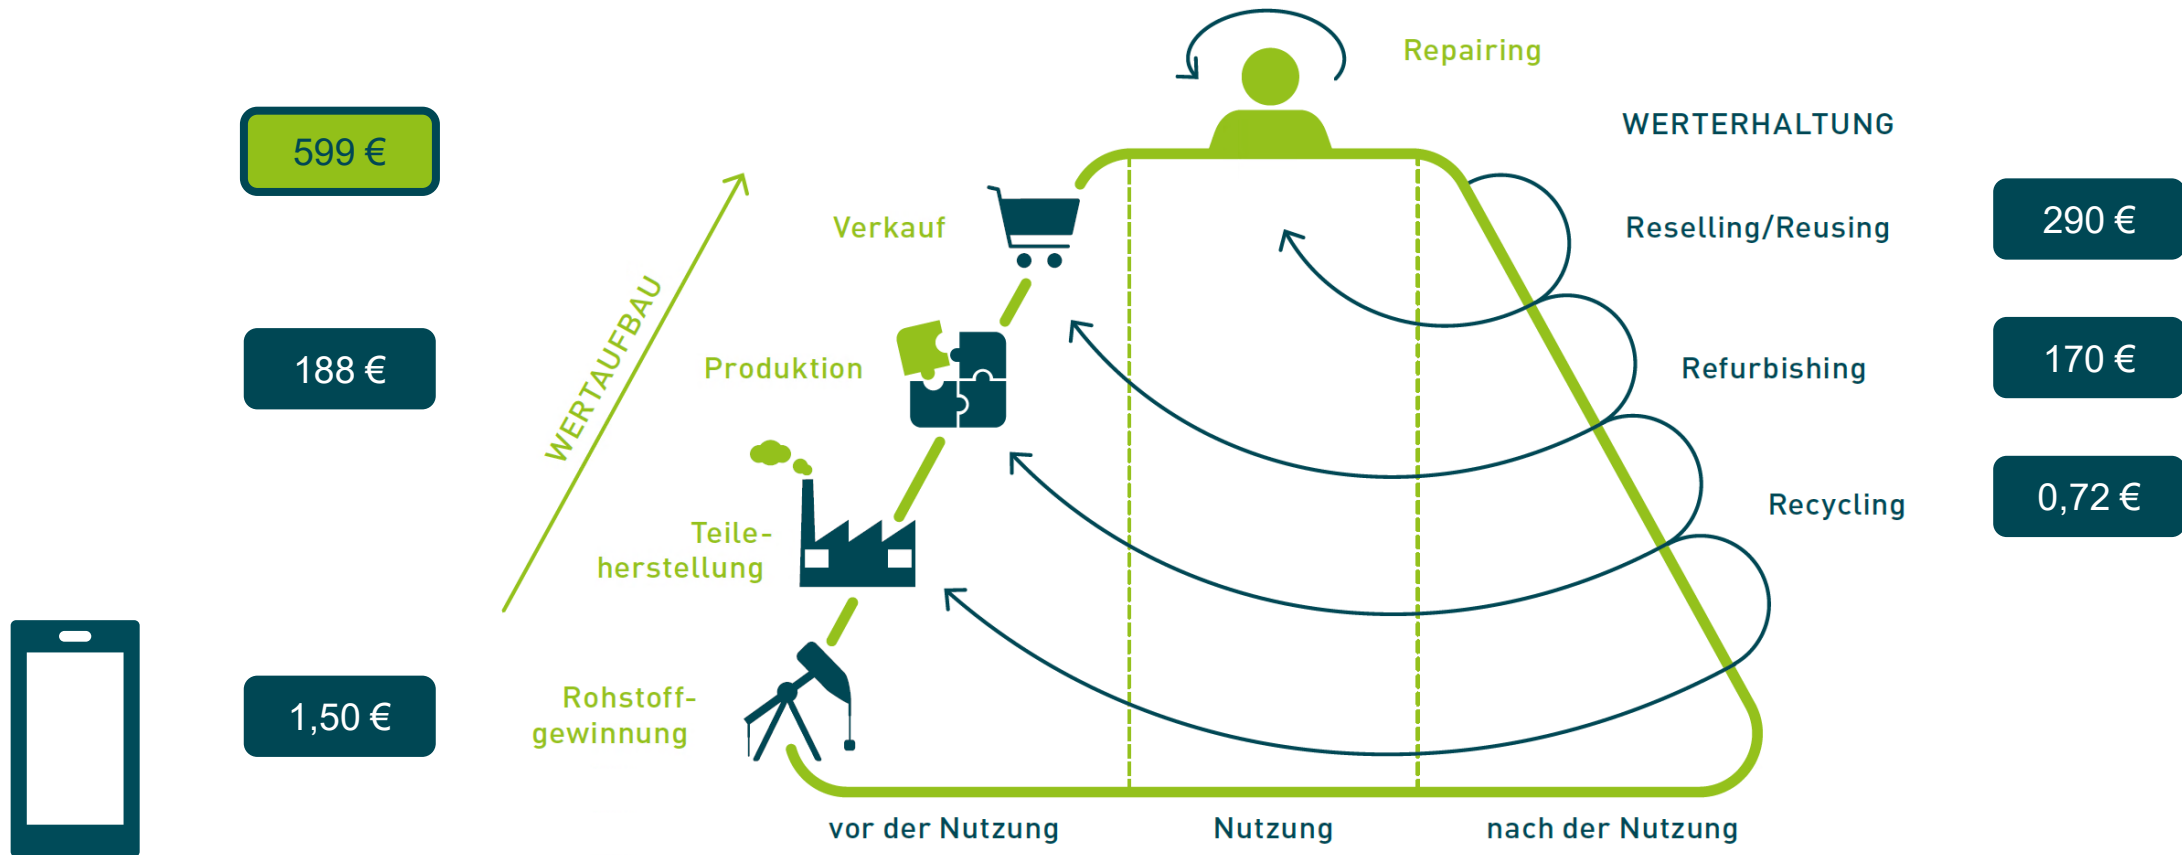 Repairing
WERTERHALTUNG
599 €
290 €
Verkauf
Reselling/Reusing
WERTAUFBAU
188 €
Produktion
Refurbishing
170 €
Recycling
0,72 €
Teile-
herstellung
1,50 €
Rohstoff-
gewinnung
vor der Nutzung
Nutzung
nach der Nutzung